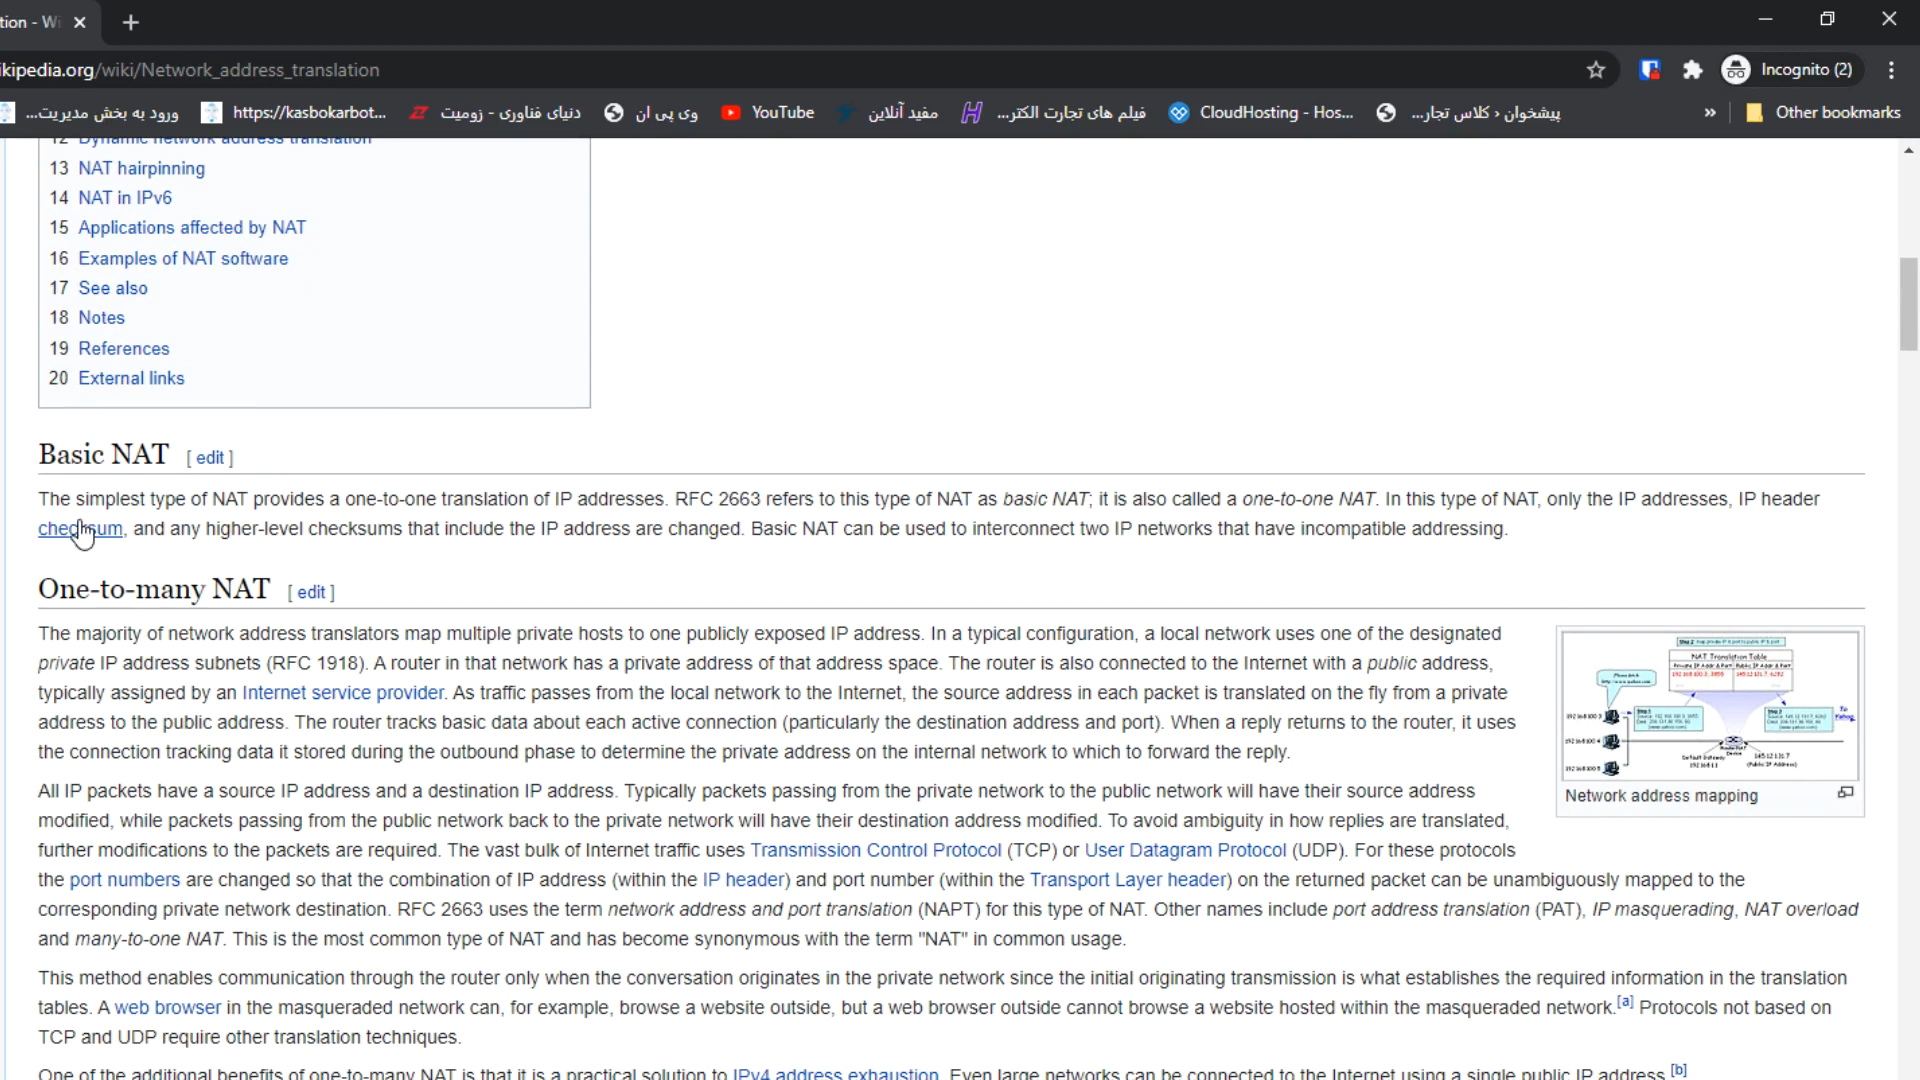 tion - Wi
ikipedia.org/wiki/Network_address_translation
Incognito (2)
ورود به بخش مدیریت...
https://kasbokarbot...
دنیای فناوری - زومیت
وی پی ان
YouTube
مفید آنلاین
فیلم های تجارت الکتر...
CloudHosting - Hos...
پیشخوان ‹ کلاس تجار...
»
Other bookmarks
12 Dynamic network address translation
13 NAT hairpinning
14 NAT in IPv6
15 Applications affected by NAT
16 Examples of NAT software
17 See also
18 Notes
19 References
20 External links
Basic NAT [ edit ]
The simplest type of NAT provides a one-to-one translation of IP addresses. RFC 2663 refers to this type of NAT as basic NAT; it is also called a one-to-one NAT. In this type of NAT, only the IP addresses, IP header
checksum, and any higher-level checksums that include the IP address are changed. Basic NAT can be used to interconnect two IP networks that have incompatible addressing.
One-to-many NAT [ edit ]
The majority of network address translators map multiple private hosts to one publicly exposed IP address. In a typical configuration, a local network uses one of the designated
private IP address subnets (RFC 1918). A router in that network has a private address of that address space. The router is also connected to the Internet with a public address,
typically assigned by an Internet service provider. As traffic passes from the local network to the Internet, the source address in each packet is translated on the fly from a private
address to the public address. The router tracks basic data about each active connection (particularly the destination address and port). When a reply returns to the router, it uses
the connection tracking data it stored during the outbound phase to determine the private address on the internal network to which to forward the reply.
NAT Translation Table
To
Yahoo
Network address mapping
All IP packets have a source IP address and a destination IP address. Typically packets passing from the private network to the public network will have their source address
modified, while packets passing from the public network back to the private network will have their destination address modified. To avoid ambiguity in how replies are translated,
further modifications to the packets are required. The vast bulk of Internet traffic uses Transmission Control Protocol (TCP) or User Datagram Protocol (UDP). For these protocols
the port numbers are changed so that the combination of IP address (within the IP header) and port number (within the Transport Layer header) on the returned packet can be unambiguously mapped to the
corresponding private network destination. RFC 2663 uses the term network address and port translation (NAPT) for this type of NAT. Other names include port address translation (PAT), IP masquerading, NAT overload
and many-to-one NAT. This is the most common type of NAT and has become synonymous with the term "NAT" in common usage.
This method enables communication through the router only when the conversation originates in the private network since the initial originating transmission is what establishes the required information in the translation
tables. A web browser in the masqueraded network can, for example, browse a website outside, but a web browser outside cannot browse a website hosted within the masqueraded network.[a] Protocols not based on
TCP and UDP require other translation techniques.
One of the additional benefits of one-to-many NAT is that it is a practical solution to IPv4 address exhaustion. Even large networks can be connected to the Internet using a single public IP address.[b]